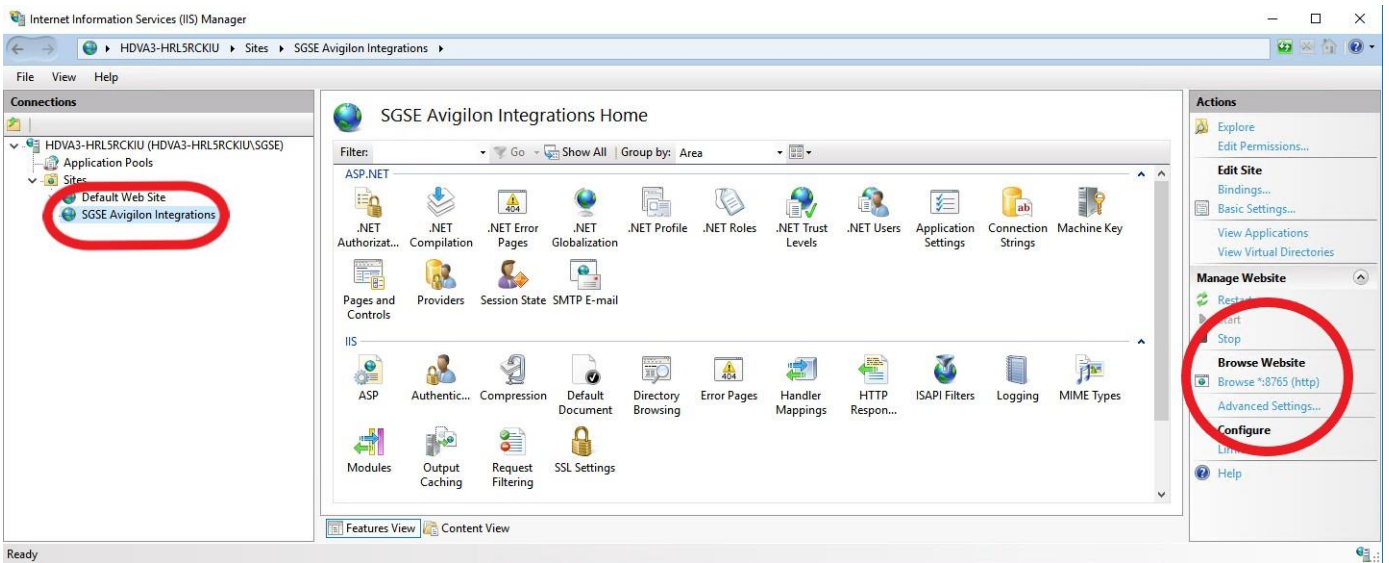 Internet Information Services (IIS) Manager
HDVA3-HRL5RCKIU Sites SGSE Avigilon Integrations
File View Help
Connections
HDVA3-HRL5RCKIU (HDVA3-HRL5RCKIU\SGSE)
Application Pools
Sites
Default Web Site
SGSE Avigilon Integrations
SGSE Avigilon Integrations Home
Filter: Go Show All Group by: Area
ASP.NET
.NET Authorizat...
.NET Compilation
.NET Error Pages
.NET Globalization
.NET Profile
.NET Roles
.NET Trust Levels
.NET Users
Application Settings
Connection Strings
Machine Key
Pages and Controls
Providers
Session State
SMTP E-mail
IIS
ASP
Authentic...
Compression
Default Document
Directory Browsing
Error Pages
Handler Mappings
HTTP Respon...
ISAPI Filters
Logging
MIME Types
Modules
Output Caching
Request Filtering
SSL Settings
Features View Content View
Actions
Explore
Edit Permissions...
Edit Site
Bindings...
Basic Settings...
View Applications
View Virtual Directories
Manage Website
Restart
Start
Stop
Browse Website
Browse *:8765 (http)
Advanced Settings...
Configure
Help
Ready